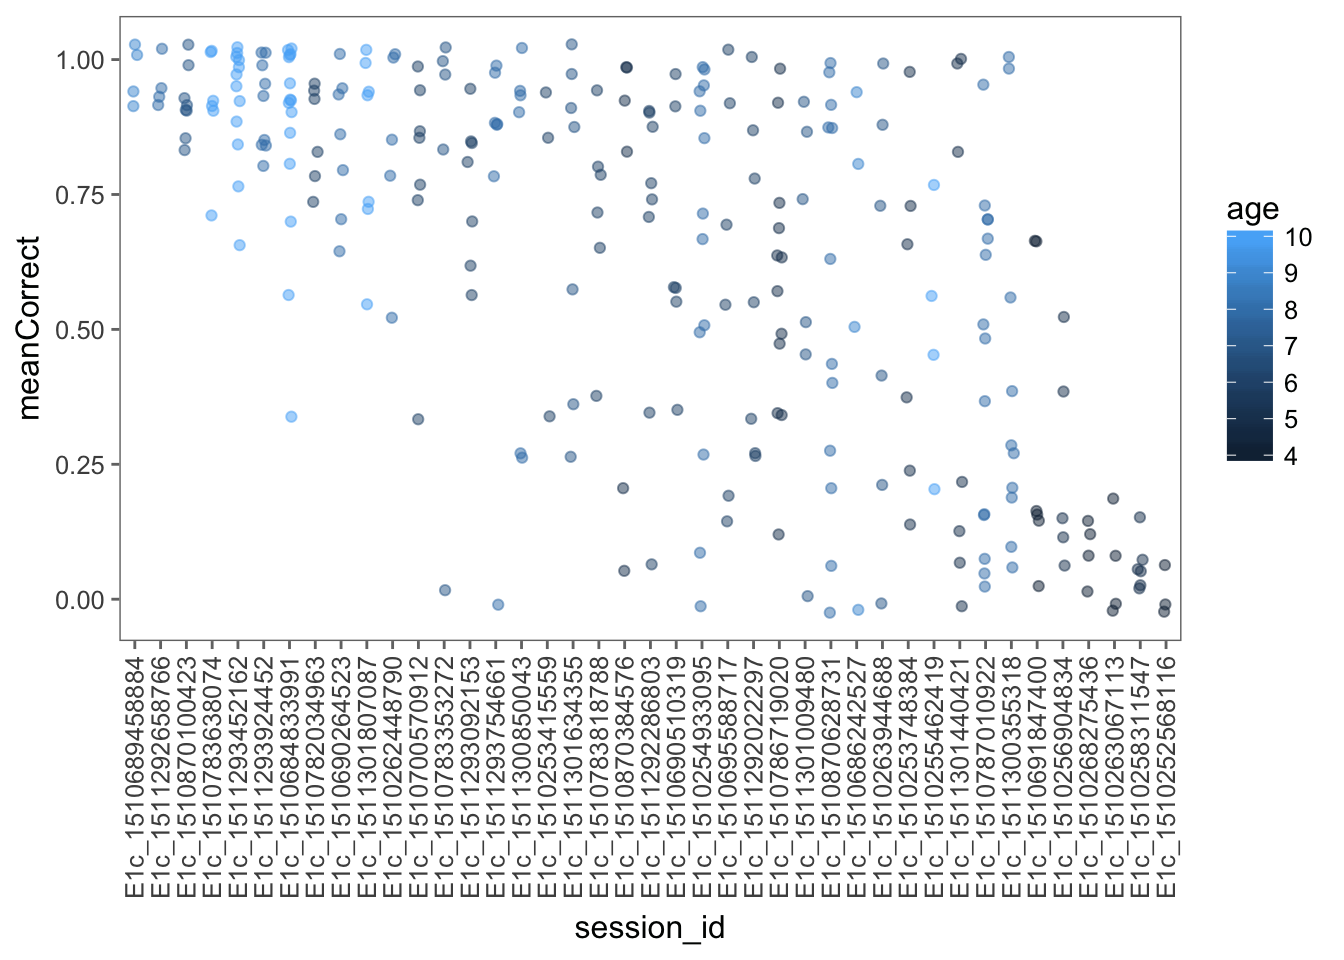 1.00
0.75
0.50
0.25
0.00
meanCorrect
E1c_1510689458884
E1c_1511292658766
E1c_1510870100423
E1c_1510783638074
E1c_1511293452162
E1c_1511293924452
E1c_1510684833991
E1c_1510782034963
E1c_1510690264523
E1c_1511301807087
E1c_1510262448790
E1c_1510700570912
E1c_1510783353272
E1c_1511293092153
E1c_1511293754661
E1c_1511300850043
E1c_1510253415559
E1c_1511301634355
E1c_1510783818788
E1c_1510870384576
E1c_1511292286803
E1c_1510690510319
E1c_1510254933095
E1c_1510695588717
E1c_1511292022297
E1c_1510786719020
E1c_1511301009480
E1c_1510870628731
E1c_1510686242527
E1c_1510263944688
E1c_1510253748384
E1c_1510255462419
E1c_1511301440421
E1c_1510787010922
E1c_1511300355318
E1c_1510691847400
E1c_1510256904834
E1c_1510268275436
E1c_1510263067113
E1c_1510258311547
E1c_1510252568116
session_id
age
10
9
8
7
6
5
4